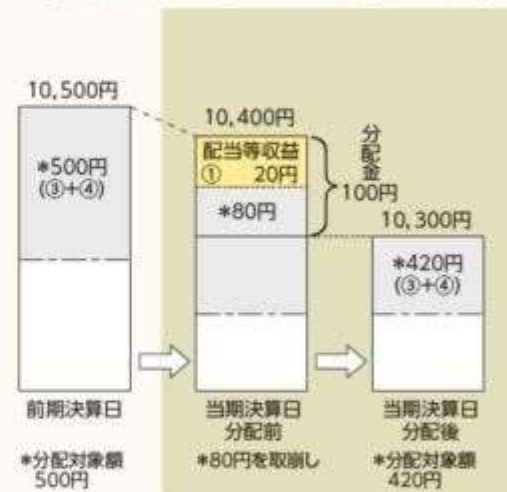 10,500円
*500円
(③+④)
前期決算日
*分配対象額
500円
10,400円
配当等収益
① 20円
*80円
分配金
100円
当期決算日
分配前
*80円を取崩し
10,300円
*420円
(③+④)
当期決算日
分配後
*分配対象額
420円